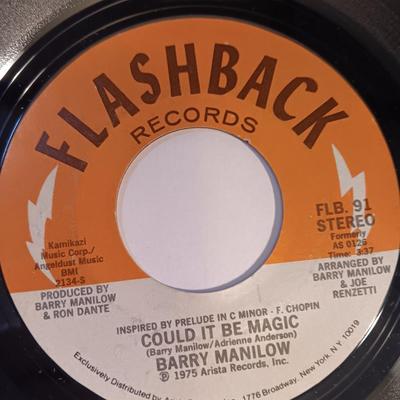 FLASHBACK
RECORDS
Kamikazi
Music Corp./
Angeldust Music
BMI
2134-S
PRODUCED BY
BARRY MANILOW
& RON DANTE
FLB. 91
STEREO
Formerly
AS 0126
Time: 3:37
ARRANGED BY
BARRY MANILOW
& JOE
RENZETTI
INSPIRED BY PRELUDE IN C MINOR - F. CHOPIN
COULD IT BE MAGIC
(Barry Manilow/Adrienne Anderson)
BARRY MANILOW
℗ 1975 Arista Records, Inc.
Exclusively Distributed by Arista Records, Inc., 1776 Broadway, New York, N.Y. 10019